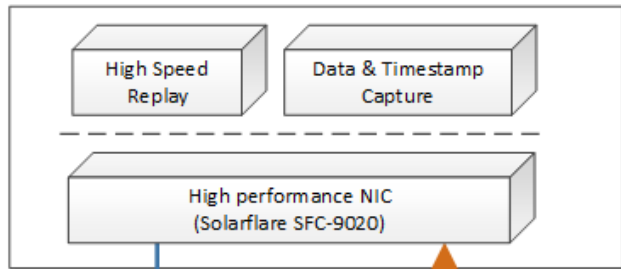 High Speed
Replay
Data & Timestamp
Capture
High performance NIC
(Solarflare SFC-9020)